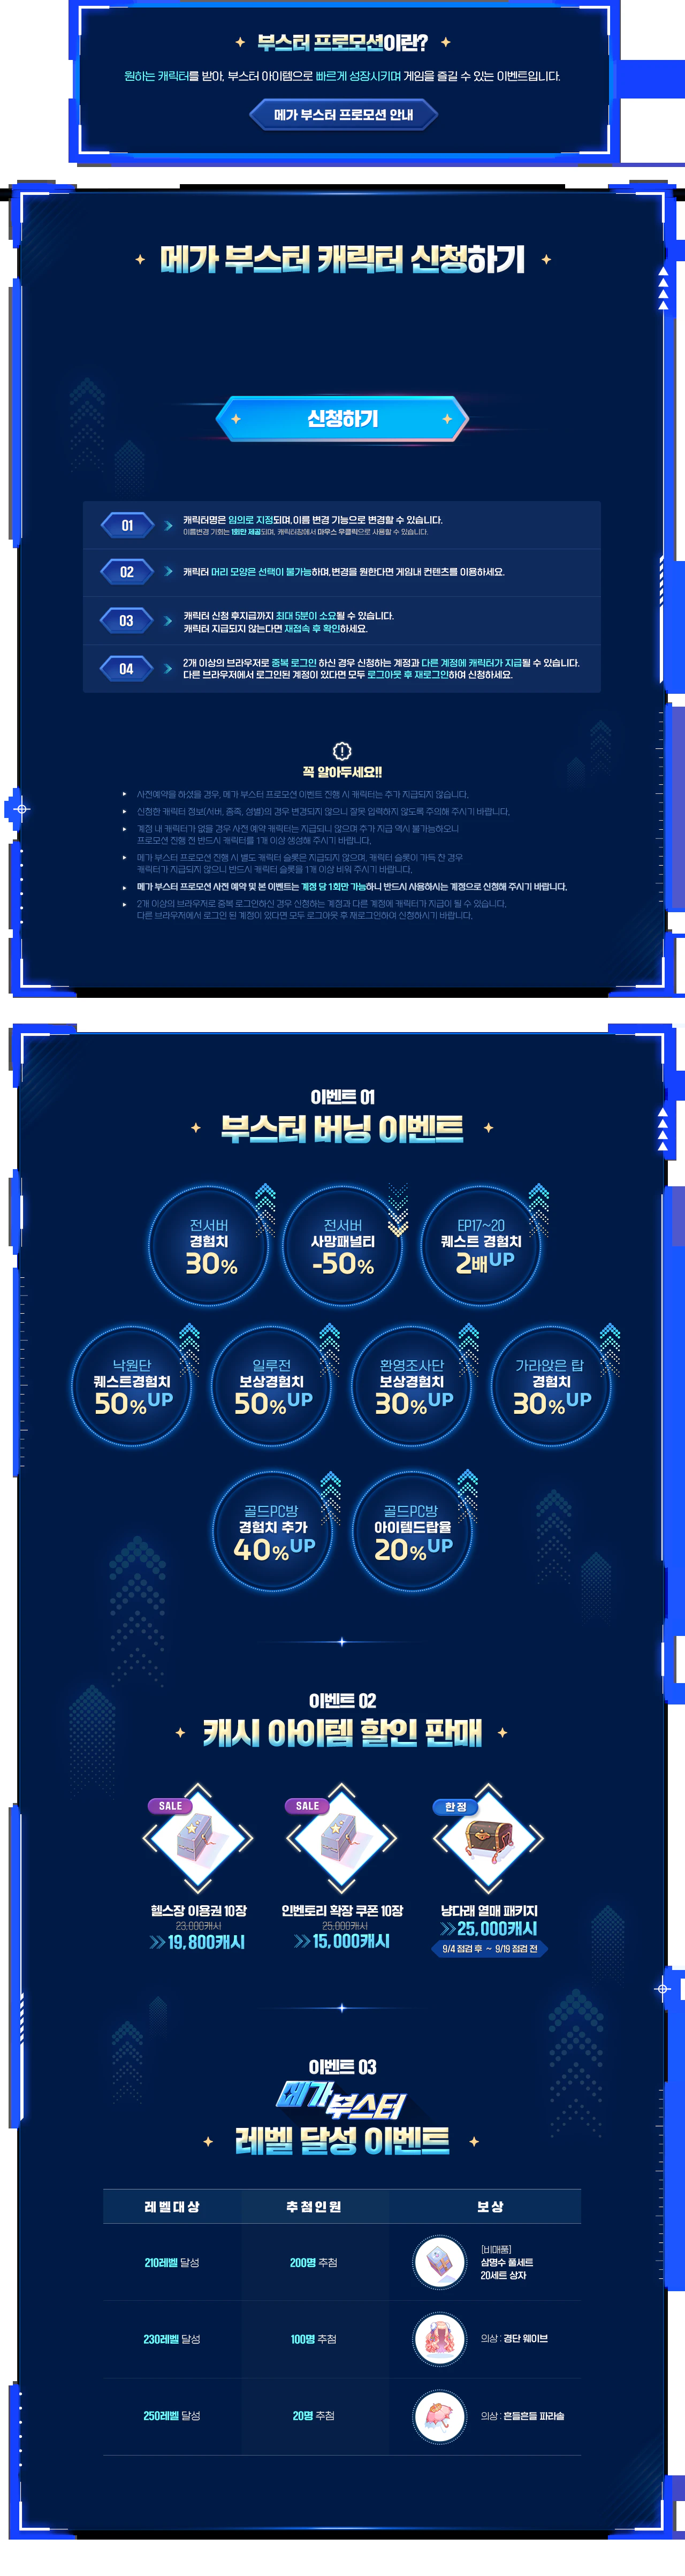 부스터 프로모션이란?
원하는 캐릭터를 받아, 부스터 아이템으로 빠르게 성장시키며 게임을 즐길 수 있는 이벤트입니다.
메가 부스터 프로모션 안내
메가 부스터 캐릭터 신청하기
신청하기
01
캐릭터명은 임의로 지정되며,이름 변경 기능으로 변경할 수 있습니다.
이름변경 기회는 1회만 제공되며, 캐릭터창에서 마우스 우클릭으로 사용할 수 있습니다.
02
캐릭터 머리 모양은 선택이 불가능하며,변경을 원한다면 게임내 컨텐츠를 이용하세요.
03
캐릭터 신청 후지급까지 최대 5분이 소요될 수 있습니다.
캐릭터 지급되지 않는다면 재접속 후 확인하세요.
04
2개 이상의 브라우저로 중복 로그인 하신 경우 신청하는 계정과 다른 계정에 캐릭터가 지급될 수 있습니다.
다른 브라우저에서 로그인된 계정이 있다면 모두 로그아웃 후 재로그인하여 신청하세요.
꼭 알아두세요!!
사전예약을 하셨을 경우, 메가 부스터 프로모션 이벤트 진행 시 캐릭터는 추가 지급되지 않습니다.
신청한 캐릭터 정보(서버, 종족, 성별)의 경우 변경되지 않으니 잘못 입력하지 않도록 주의해 주시기 바랍니다.
계정 내 캐릭터가 없을 경우 사전 예약 캐릭터는 지급되니 않으며 추가 지급 역시 불가능하오니
프로모션 진행 전 반드시 캐릭터를 1개 이상 생성해 주시기 바랍니다.
메가 부스터 프로모션 진행 시 별도 캐릭터 슬롯은 지급되지 않으며, 캐릭터 슬롯이 가득 찬 경우
캐릭터가 지급되지 않으니 반드시 캐릭터 슬롯을 1개 이상 비워 주시기 바랍니다.
메가 부스터 프로모션 사전 예약 및 본 이벤트는 계정 당 1회만 가능하니 반드시 사용하시는 계정으로 신청해 주시기 바랍니다.
2개 이상의 브라우저로 중복 로그인하신 경우 신청하는 계정과 다른 계정에 캐릭터가 지급이 될 수 있습니다.
다른 브라우저에서 로그인 된 계정이 있다면 모두 로그아웃 후 재로그인하여 신청하시기 바랍니다.
이벤트 01
부스터 버닝 이벤트
전서버
경험치
30%
전서버
사망패널티
-50%
EP17~20
퀘스트 경험치
2배UP
낙원단
퀘스트경험치
50%UP
일루전
보상경험치
50%UP
환영조사단
보상경험치
30%UP
가라앉은 탑
경험치
30%UP
골드PC방
경험치 추가
40%UP
골드PC방
아이템드랍율
20%UP
이벤트 02
캐시 아이템 할인 판매
SALE
헬스장 이용권 10장
23,000캐시
19,800캐시
SALE
인벤토리 확장 쿠폰 10장
25,000캐시
15,000캐시
한정
냥다래 열매 패키지
25,000캐시
9/4 점검 후 ~ 9/19 점검 전
이벤트 03
메가 부스터
레벨 달성 이벤트
레벨대상 추첨인원 보상
210레벨 달성 200명 추첨 [비매품]
삼명수 풀세트
20세트 상자
230레벨 달성 100명 추첨 의상 : 경단 웨이브
250레벨 달성 20명 추첨 의상 : 흔들흔들 파라솔